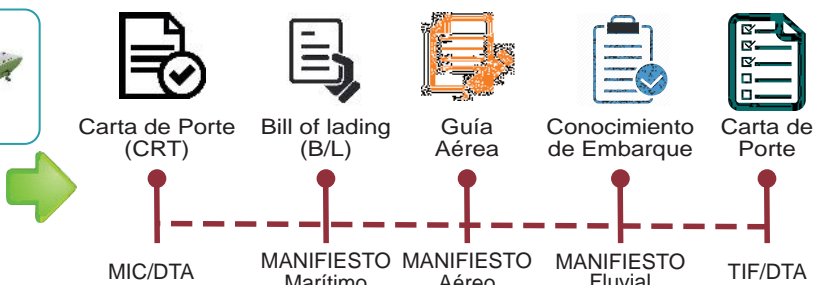 Carta de Porte
(CRT)
Bill of lading
(B/L)
Guía
Aérea
Conocimiento
de Embarque
Carta de
Porte
MIC/DTA
MANIFIESTO
Marítimo
MANIFIESTO
Aéreo
MANIFIESTO
Fluvial
TIF/DTA